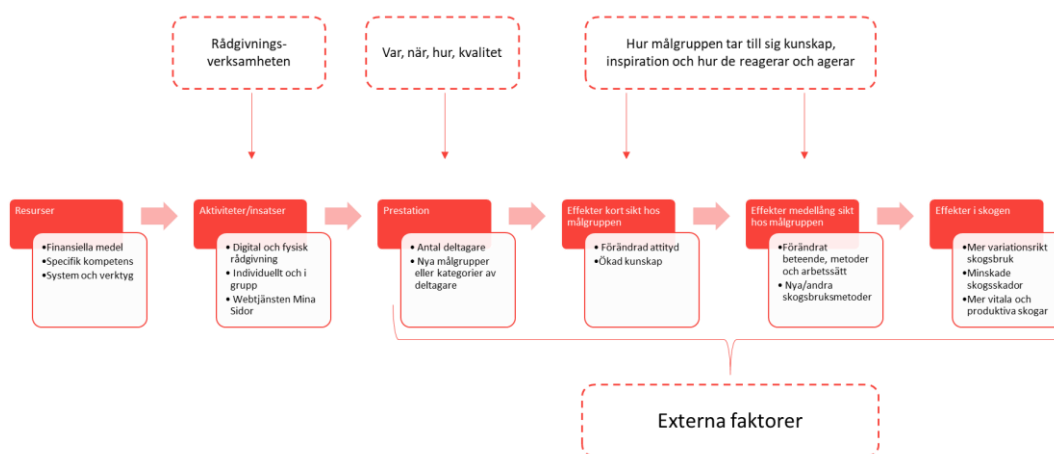 Rådgivnings-
verksamheten
Var, när, hur, kvalitet
Hur målgruppen tar till sig kunskap,
inspiration och hur de reagerar och agerar
Resurser
•Finansiella medel
•Specifik kompetens
•System och verktyg
Aktiviteter/insatser
• Digital och fysisk
rådgivning
• Individuellt och i
grupp
• Webtjänsten Mina
Sidor
Prestation
• Antal deltagare
• Nya målgrupper
eller kategorier av
deltagare
Effekter kort sikt hos
målgruppen
• Förändrad attityd
•Ökad kunskap
Effekter medellång sikt
hos målgruppen
•Förändrat
beteende, metoder
och arbetssätt
•Nya/andra
skogsbruksmetoder
Effekter i skogen
•Mer variationsrikt
skogsbruk
•Minskade
skogsskador
•Mer vitala och
produktiva skogar
Externa faktorer